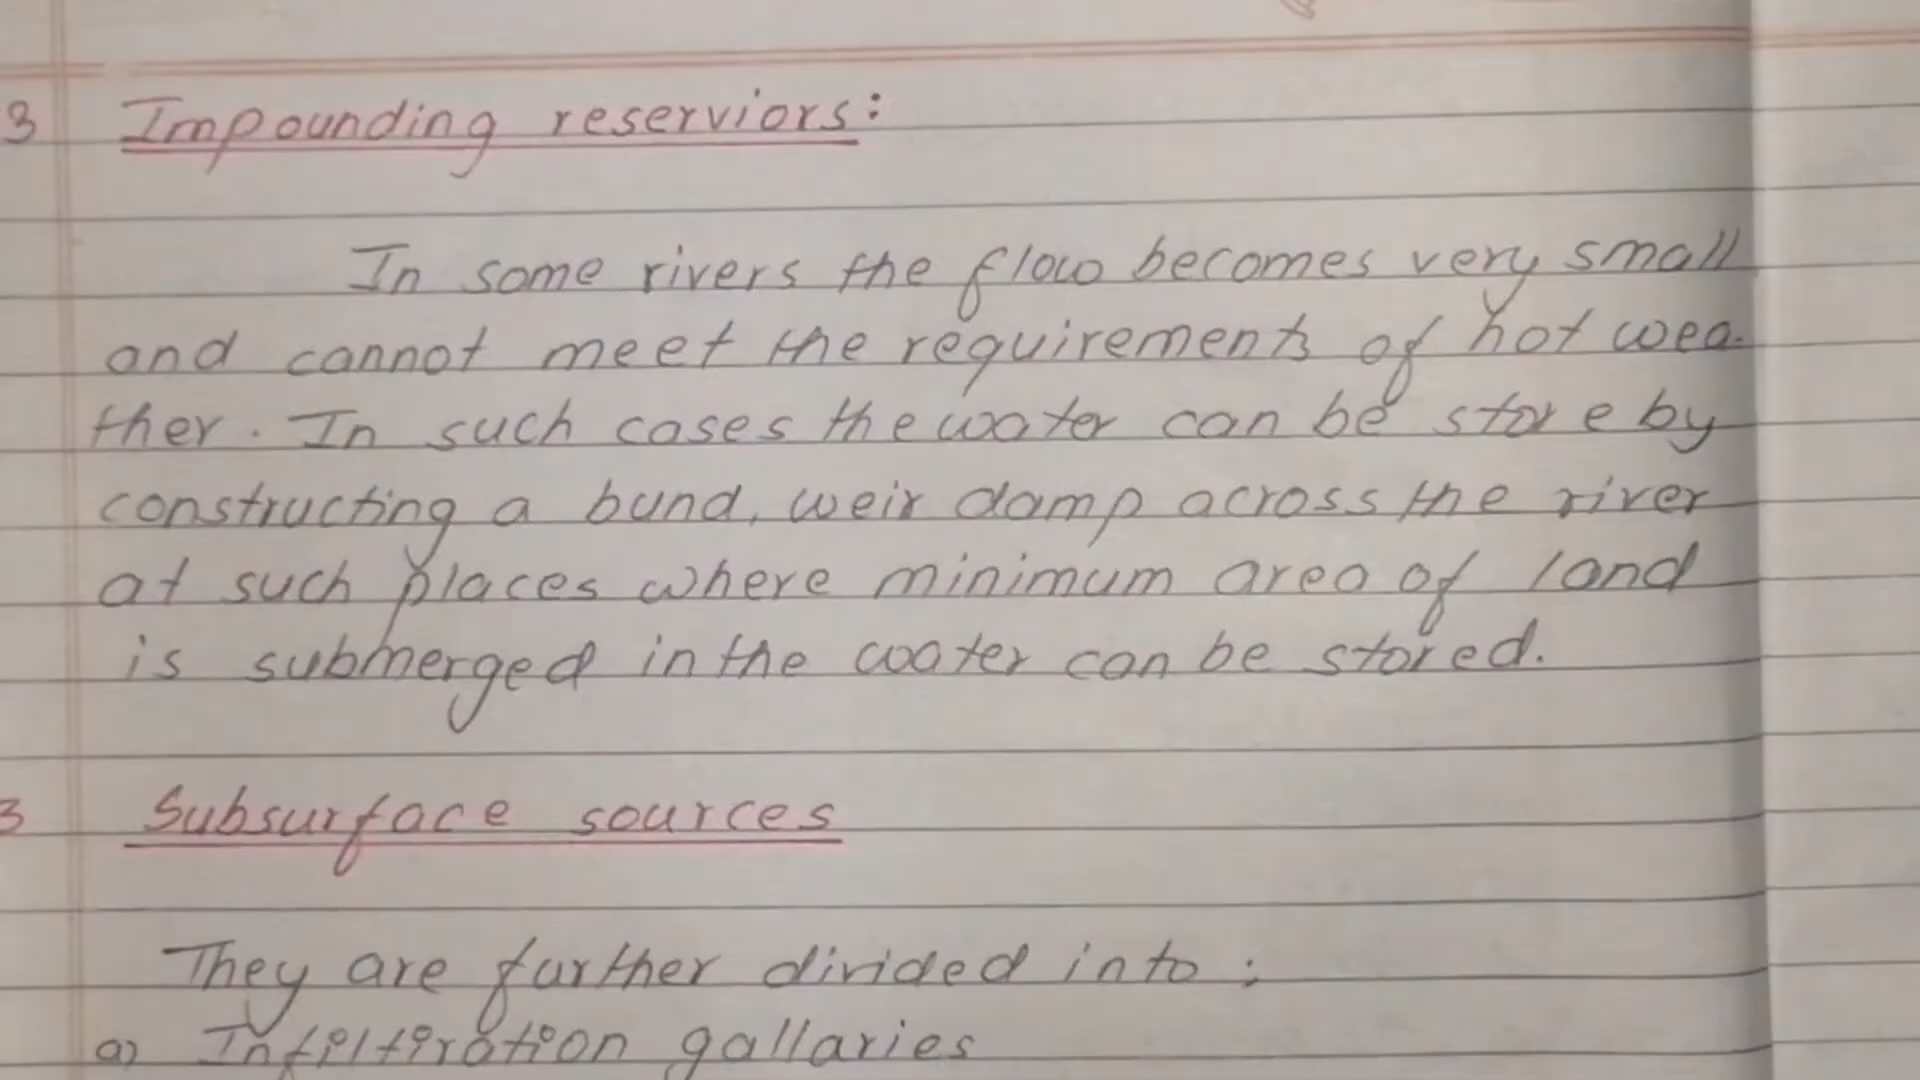 3 Impounding reserviors:
In some rivers the flow becomes very small
and cannot meet the requirements of hot wea-
ther. In such cases the water can be store by
constructing a bund, weir damp across the river
at such places where minimum area of land
is submerged in the water can be stored.
3 Subsurface sources
They are further divided into:
a) Infiltiration gallaries